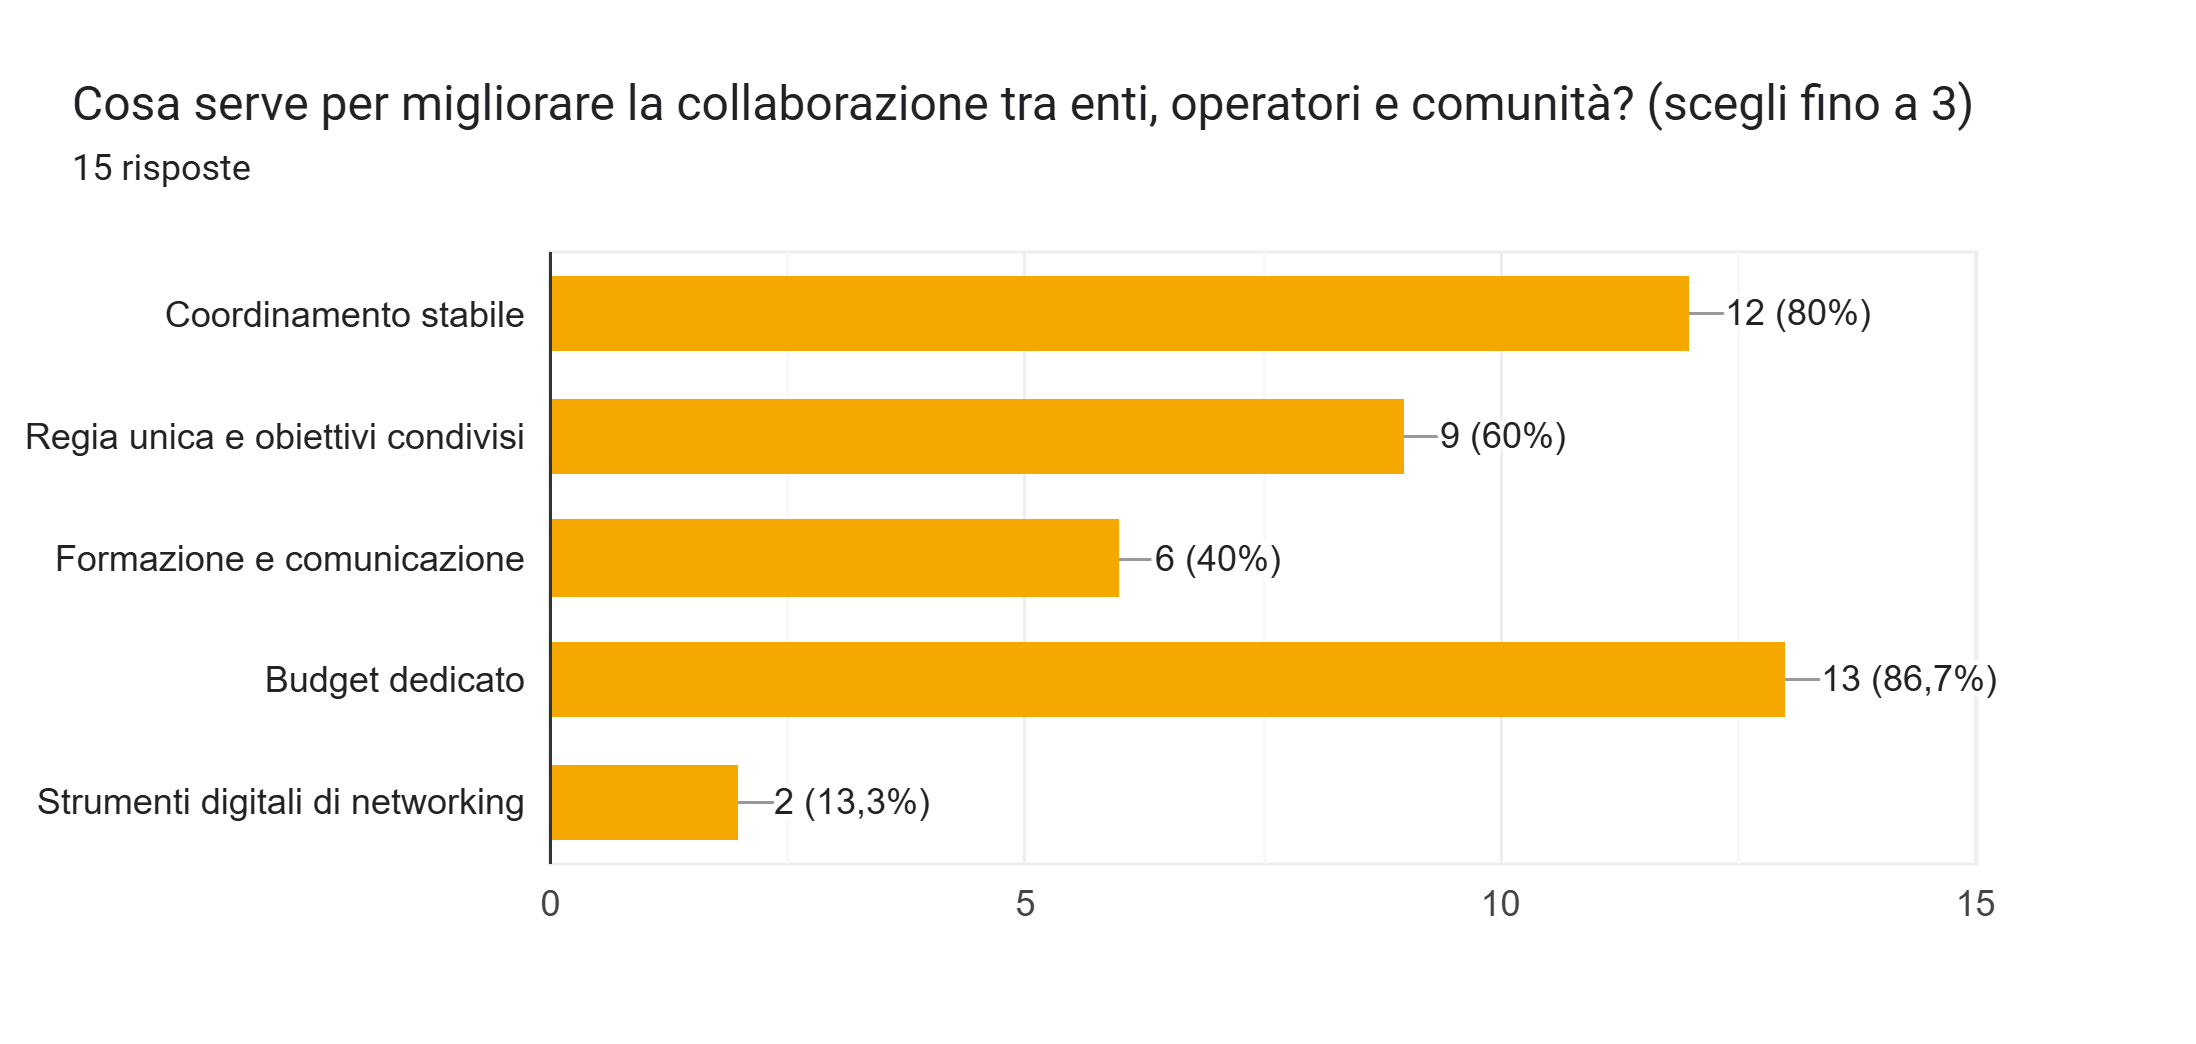 Cosa serve per migliorare la collaborazione tra enti, operatori e comunità? (scegli fino a 3)
15 risposte
Coordinamento stabile
12 (80%)
Regia unica e obiettivi condivisi
9 (60%)
Formazione e comunicazione
6 (40%)
Budget dedicato
13 (86,7%)
Strumenti digitali di networking
2 (13,3%)
0 5 10 15